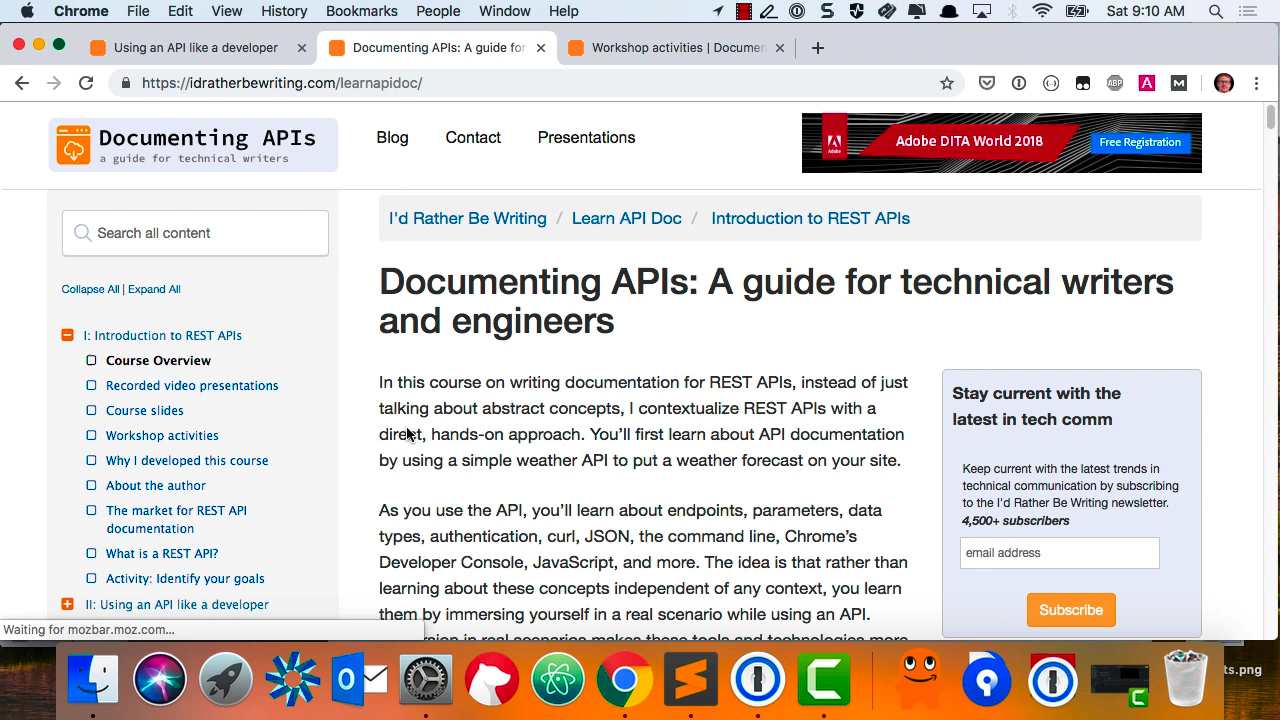 Chrome File Edit View History Bookmarks People Window Help Sat 9:10 AM
Using an API like a developer
Documenting APIs: A guide for
Workshop activities | Documen
https://idratherbewriting.com/learnapidoc/
Documenting APIs
a guide for technical writers
Blog Contact Presentations
Adobe
Adobe DITA World 2018
Free Registration
Search all content
Collapse All | Expand All
I: Introduction to REST APIs
Course Overview
Recorded video presentations
Course slides
Workshop activities
Why I developed this course
About the author
The market for REST API
documentation
What is a REST API?
Activity: Identify your goals
II: Using an API like a developer
I'd Rather Be Writing / Learn API Doc / Introduction to REST APIs
Documenting APIs: A guide for technical writers
and engineers
In this course on writing documentation for REST APIs, instead of just
talking about abstract concepts, I contextualize REST APIs with a
direct, hands-on approach. You'll first learn about API documentation
by using a simple weather API to put a weather forecast on your site.
As you use the API, you'll learn about endpoints, parameters, data
types, authentication, curl, JSON, the command line, Chrome's
Developer Console, JavaScript, and more. The idea is that rather than
learning about these concepts independent of any context, you learn
them by immersing yourself in a real scenario while using an API.
in real scenarios makes these tools and technologies more
Stay current with the
latest in tech comm
Keep current with the latest trends in
technical communication by subscribing
to the I'd Rather Be Writing newsletter.
4,500+ subscribers
email address
Subscribe
Waiting for mozbar.moz.com...
ts.png